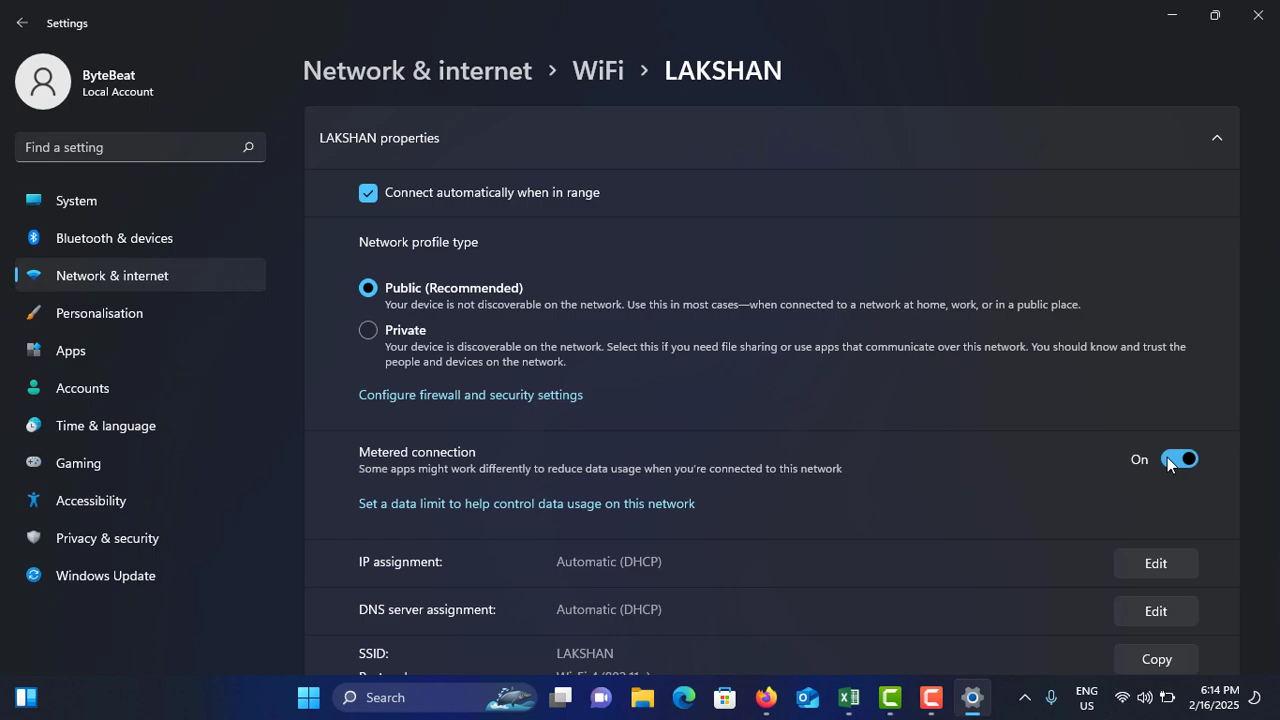 Settings
ByteBeat
Local Account
Find a setting
System
Bluetooth & devices
Network & internet
Personalisation
Apps
Accounts
Time & language
Gaming
Accessibility
Privacy & security
Windows Update
Network & internet › WiFi › LAKSHAN
LAKSHAN properties
Connect automatically when in range
Network profile type
Public (Recommended)
Your device is not discoverable on the network. Use this in most cases—when connected to a network at home, work, or in a public place.
Private
Your device is discoverable on the network. Select this if you need file sharing or use apps that communicate over this network. You should know and trust the
people and devices on the network.
Configure firewall and security settings
Metered connection
On
Some apps might work differently to reduce data usage when you're connected to this network
Set a data limit to help control data usage on this network
IP assignment: Automatic (DHCP) Edit
DNS server assignment: Automatic (DHCP) Edit
SSID: LAKSHAN Copy
Search
ENG
US
6:14 PM
2/16/2025